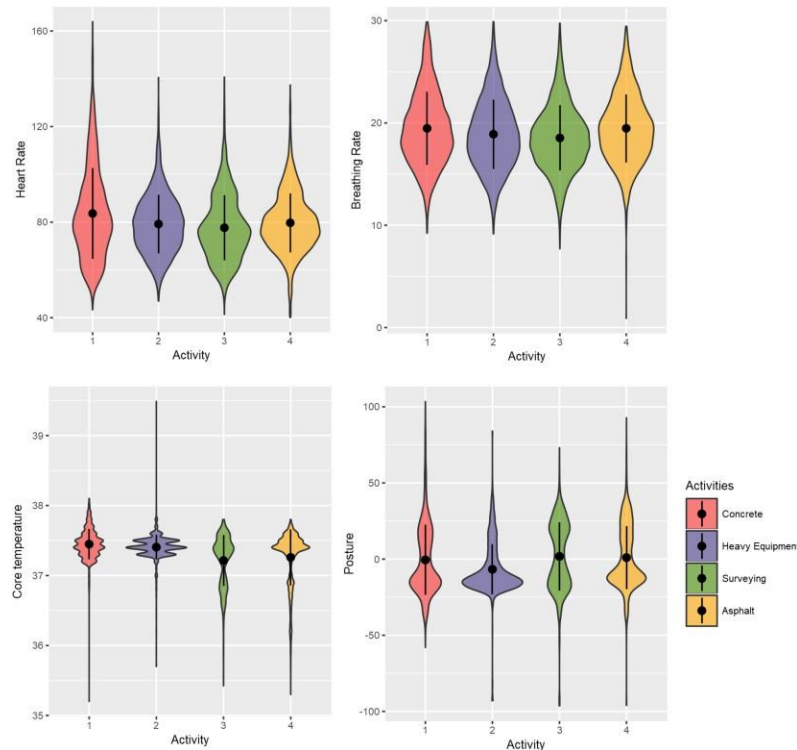 160
120
80
40
Heart Rate
1 2 3 4
Activity
30
20
10
0
Breathing Rate
1 2 3 4
Activity
39
38
37
36
35
Core temperature
1 2 3 4
Activity
100
50
0
-50
-100
Posture
1 2 3 4
Activity
Activities
Concrete
Heavy Equipment
Surveying
Asphalt